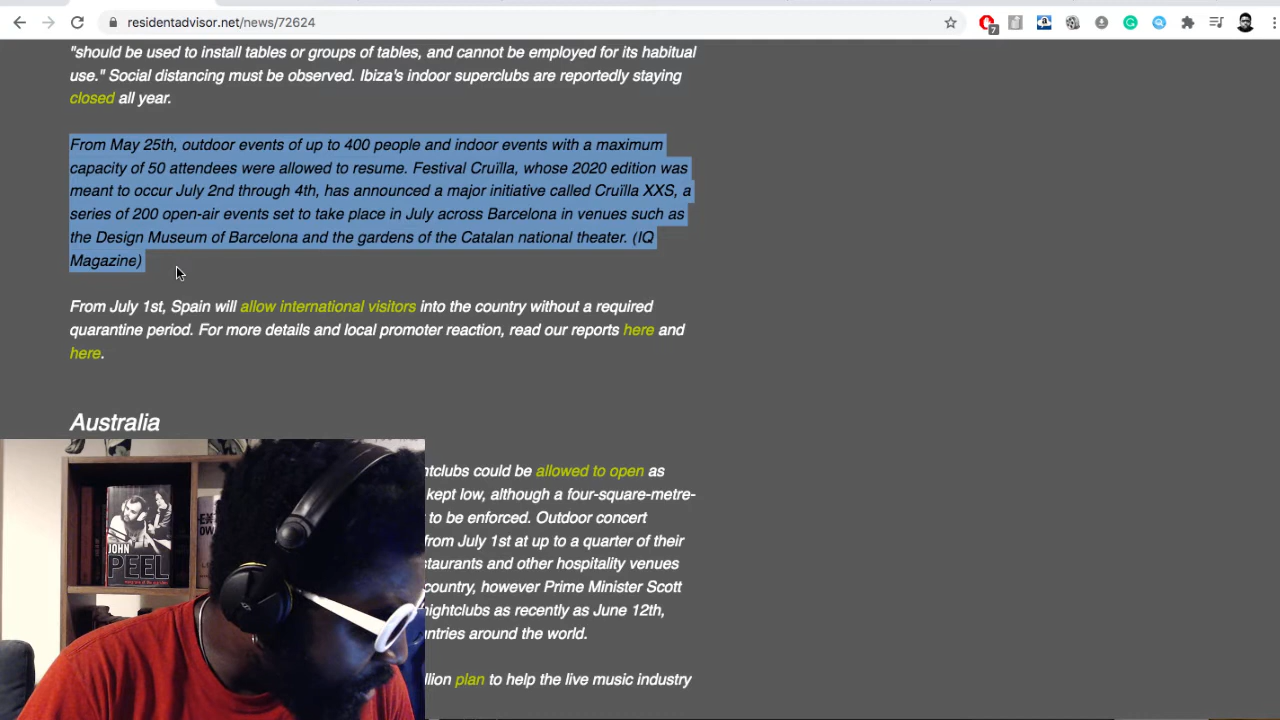 residentadvisor.net/news/72624
7
"should be used to install tables or groups of tables, and cannot be employed for its habitual
use." Social distancing must be observed. Ibiza's indoor superclubs are reportedly staying
closed all year.
From May 25th, outdoor events of up to 400 people and indoor events with a maximum
capacity of 50 attendees were allowed to resume. Festival Cruïlla, whose 2020 edition was
meant to occur July 2nd through 4th, has announced a major initiative called Cruïlla XXS, a
series of 200 open-air events set to take place in July across Barcelona in venues such as
the Design Museum of Barcelona and the gardens of the Catalan national theater. (IQ
Magazine)
From July 1st, Spain will allow international visitors into the country without a required
quarantine period. For more details and local promoter reaction, read our reports here and
here.
Australia
could be allowed to open as
kept low, although a four-square-metre-
to be enforced. Outdoor concert
from July 1st at up to a quarter of their
and other hospitality venues
country, however Prime Minister Scott
nightclubs as recently as June 12th,
around the world.
plan to help the live music industry
JOHN
PEEL